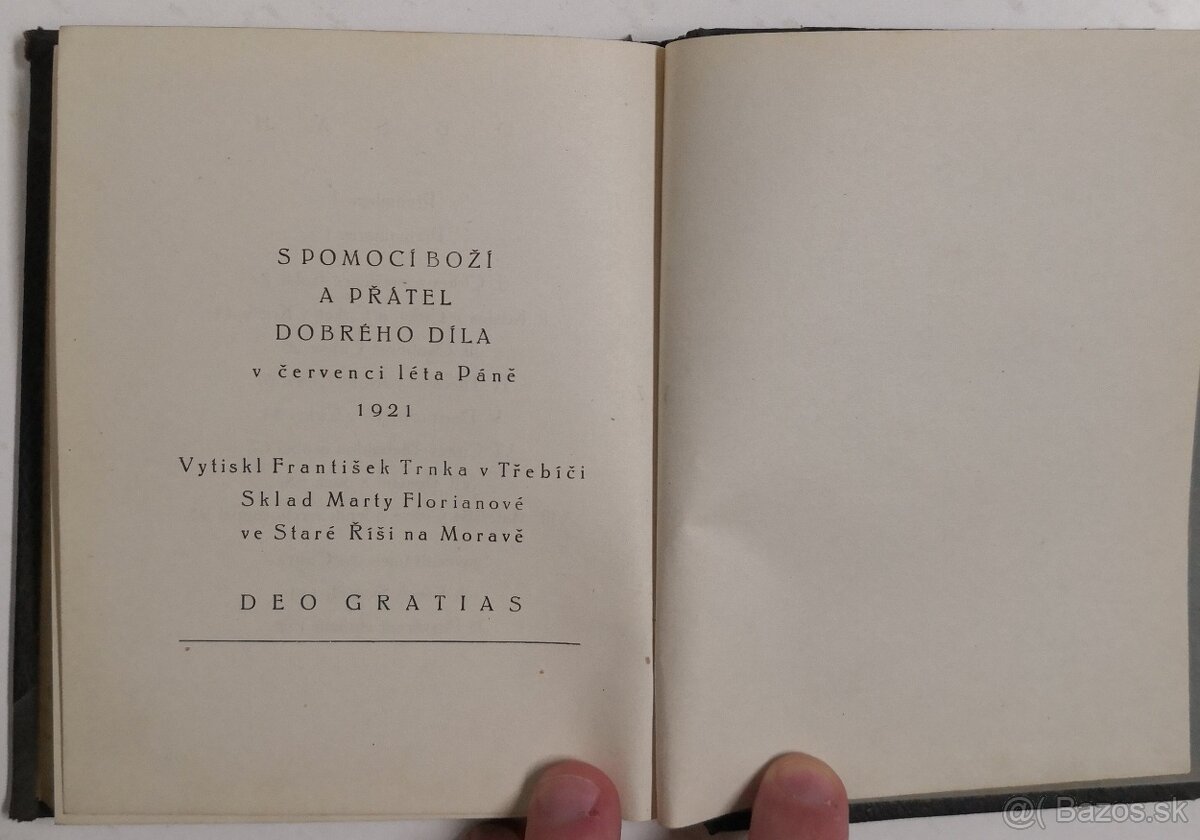 S POMOCÍ BOŽÍ
A PŘÁTEL
DOBRÉHO DÍLA
v červenci léta Páně
1921
Vytiskl František Trnka v Třebíči
Sklad Marty Florianové
ve Staré Říši na Moravě
DEO GRATIAS
@( Bazos.sk